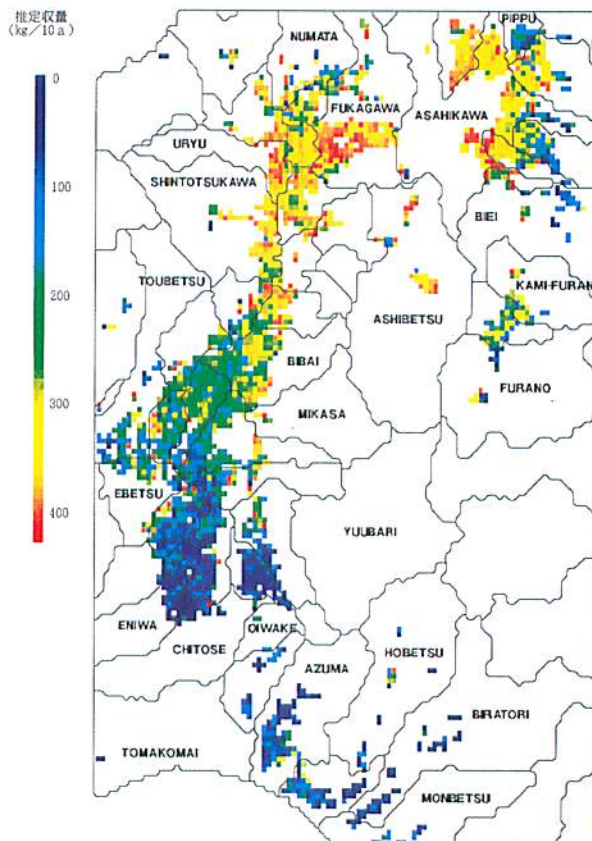 推定収量
(kg／10a)
0
100
200
300
400
PIPPU
NUMATA
FUKAGAWA
ASAHIKAWA
URYU
SHINTOTSUKAWA
BIEI
TOUBETSU
KAMI-FURAN
ASHIBETSU
BIBAI
FURANO
MIKASA
EBETSU
YUUBARI
ENIWA
OIWAKE
CHITOSE
HOBETSU
AZUMA
BIRATORI
TOMAKOMAI
MONBETSU